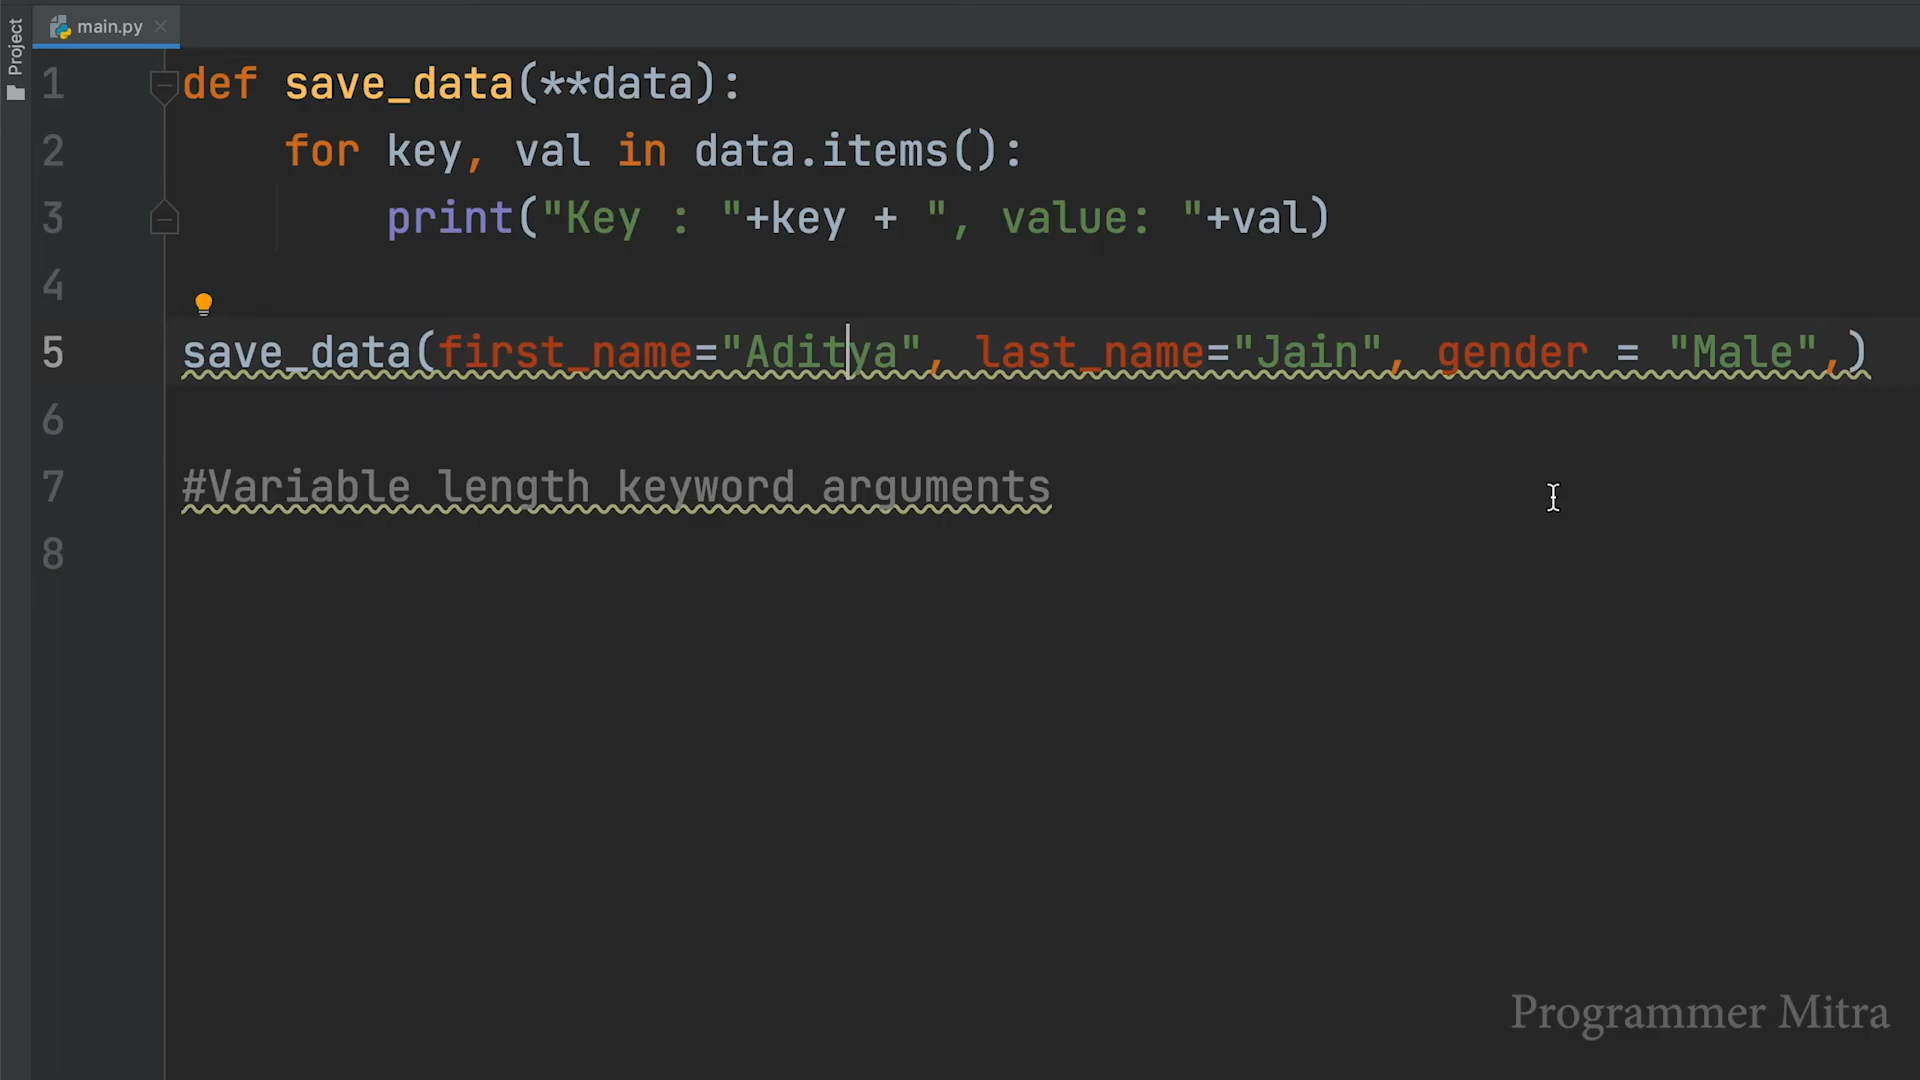 Project
main.py
1 def save_data(**data):
2 for key, val in data.items():
3 print("Key : "+key + ", value: "+val)
4
5 save_data(first_name="Aditya", last_name="Jain", gender = "Male",)
6
7 #Variable length keyword arguments
8
Programmer Mitra